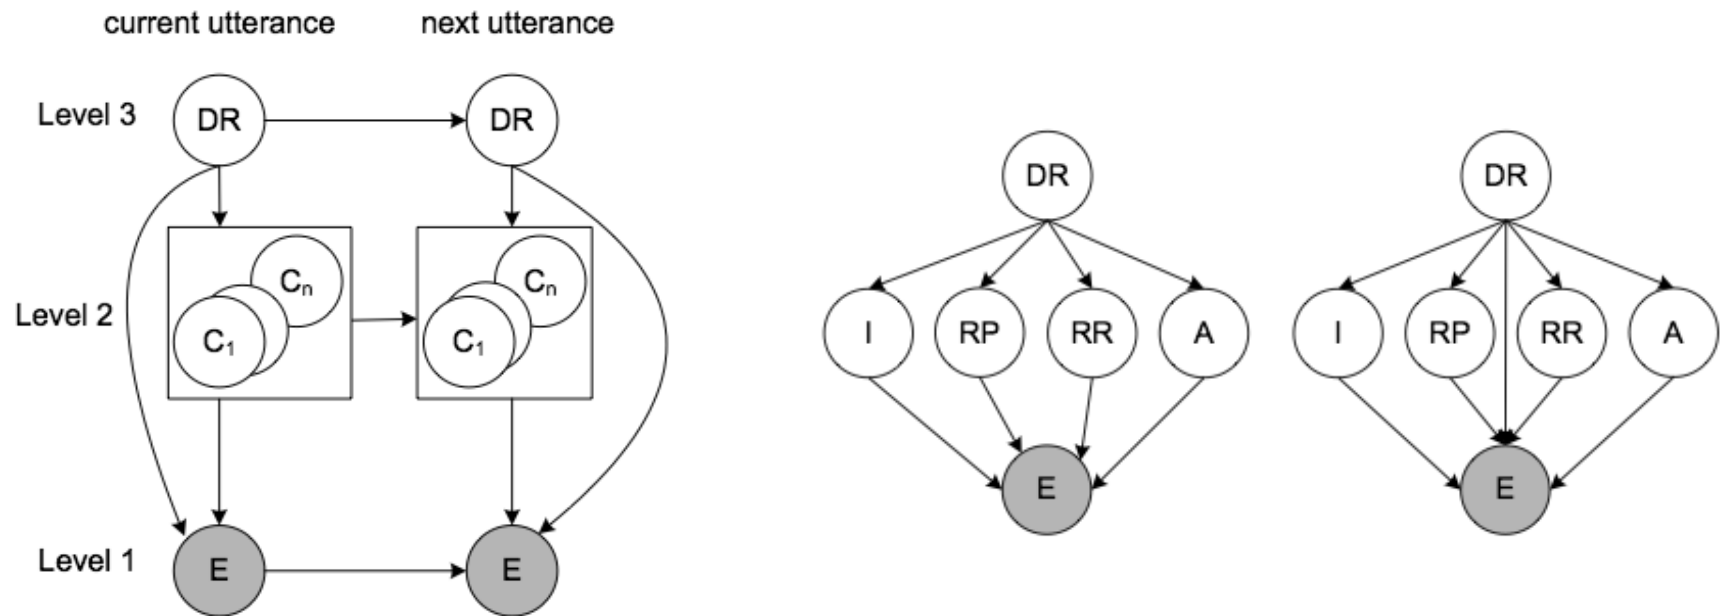 current utterance
next utterance
Level 3
DR
DR
Level 2
Cn
C1
Cn
C1
Level 1
E
E
DR
I
RP
RR
A
E
DR
I
RP
RR
A
E